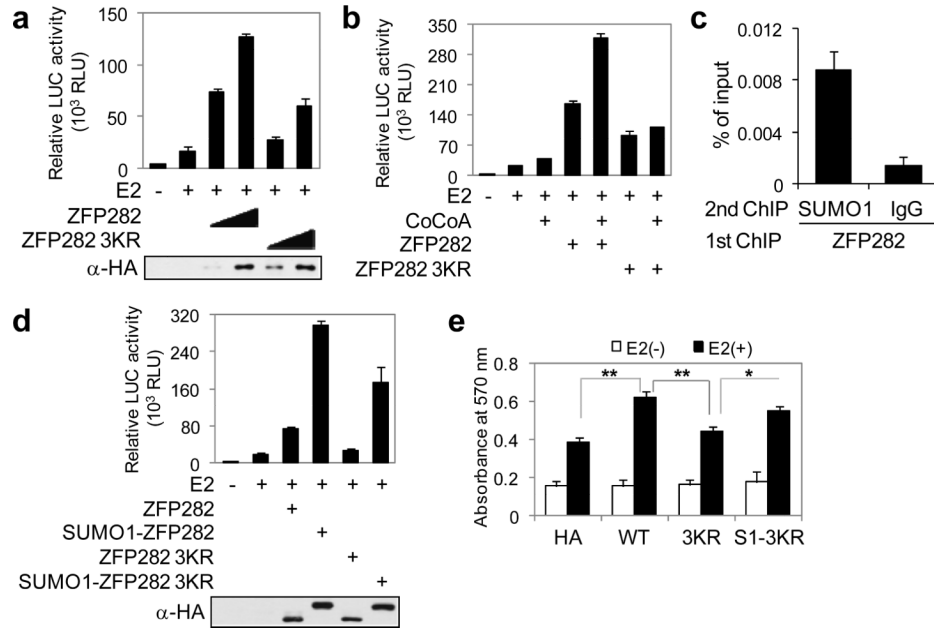 a
Relative LUC activity
(10³ RLU)
150
100
50
0
E2 - + + + + +
ZFP282
ZFP282 3KR
α-HA
b
Relative LUC activity
(10³ RLU)
350
280
210
140
70
0
E2 - + + + + + +
CoCoA + + +
ZFP282 + +
ZFP282 3KR + +
c
% of input
0.012
0.008
0.004
0
2nd ChIP SUMO1 IgG
1st ChIP ZFP282
d
Relative LUC activity
(10³ RLU)
320
240
160
80
0
E2 - + + + + +
ZFP282 +
SUMO1-ZFP282 +
ZFP282 3KR +
SUMO1-ZFP282 3KR +
α-HA
e
E2(-) E2(+)
Absorbance at 570 nm
0.8
0.6
0.4
0.2
0
** ** *
HA WT 3KR S1-3KR